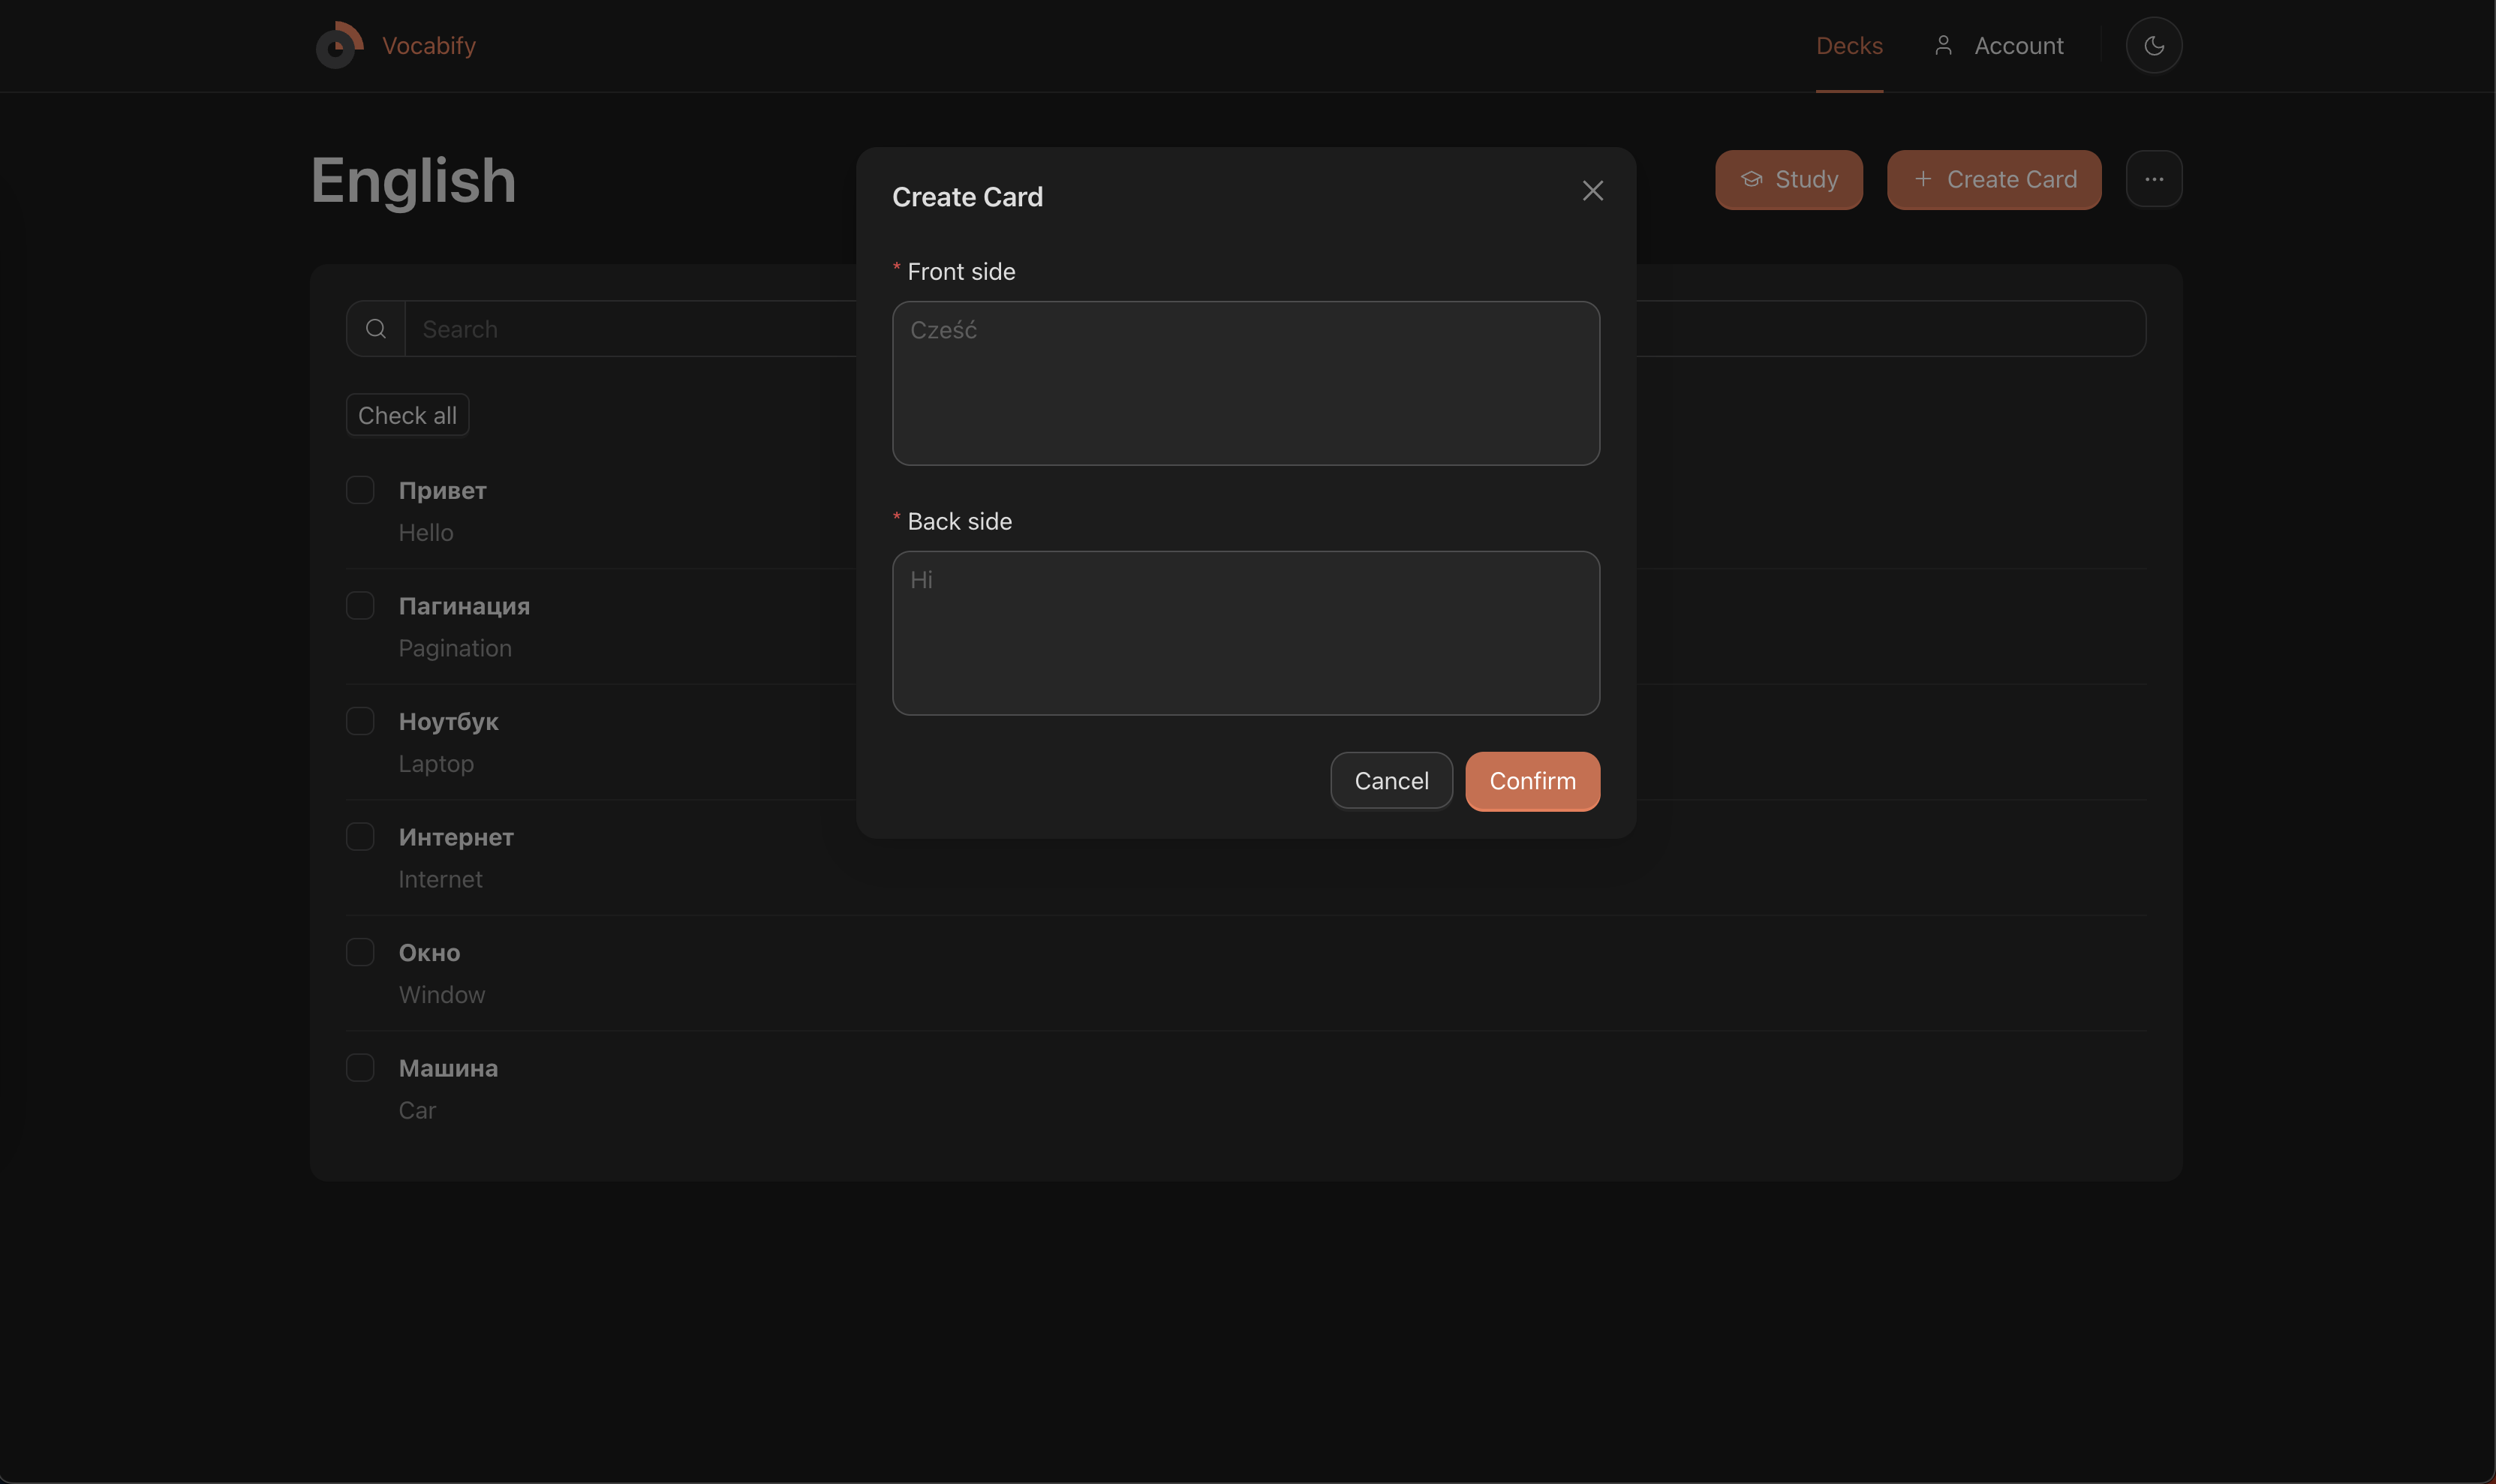 Vocabify
Decks
Account
English
Study
Create Card
Search
Check all
Привет
Hello
Пагинация
Pagination
Ноутбук
Laptop
Интернет
Internet
Окно
Window
Машина
Car
Create Card
* Front side
Cześć
* Back side
Hi
Cancel
Confirm